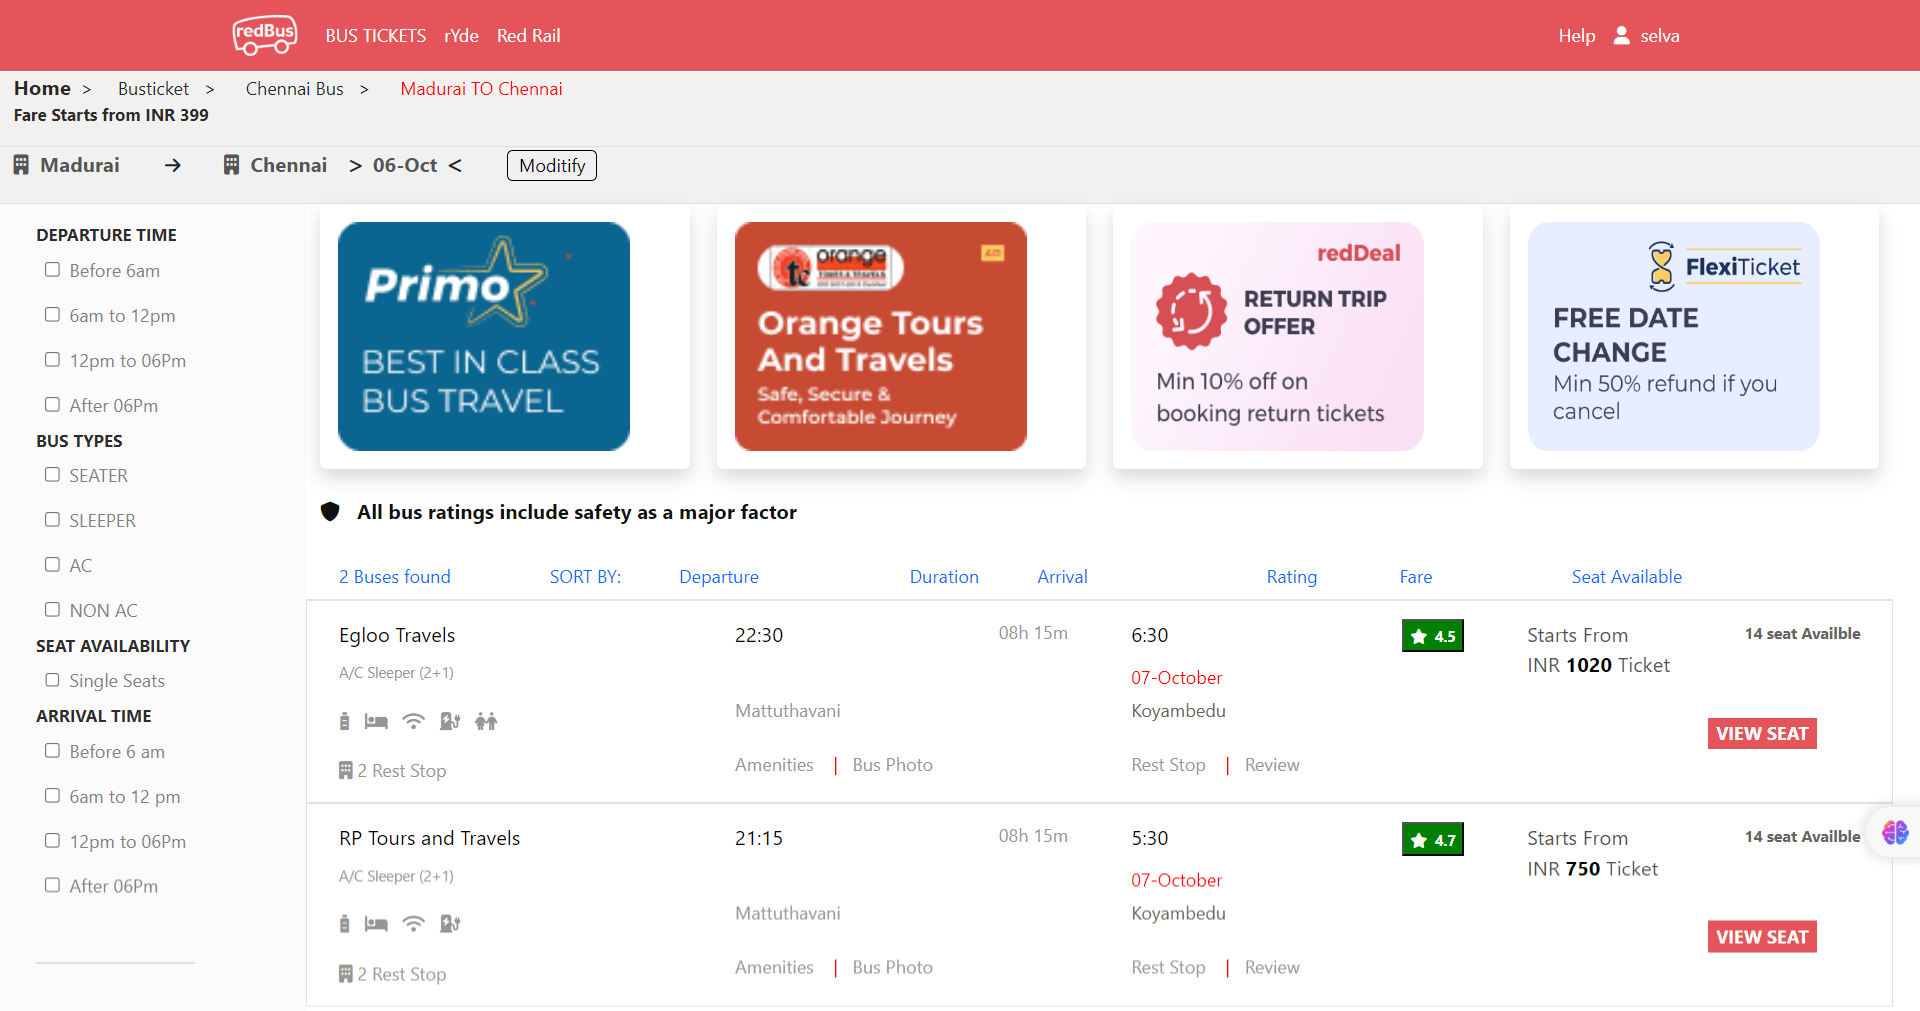 redBus BUS TICKETS rYde Red Rail Help selva
Home > Busticket > Chennai Bus > Madurai TO Chennai
Fare Starts from INR 399
Madurai → Chennai > 06-Oct < Moditify
DEPARTURE TIME
Before 6am
6am to 12pm
12pm to 06Pm
After 06Pm
BUS TYPES
SEATER
SLEEPER
AC
NON AC
SEAT AVAILABILITY
Single Seats
ARRIVAL TIME
Before 6 am
6am to 12 pm
12pm to 06Pm
After 06Pm
Primo
BEST IN CLASS
BUS TRAVEL
orange
TOURS & TRAVELS
Orange Tours
And Travels
Safe, Secure &
Comfortable Journey
redDeal
RETURN TRIP
OFFER
Min 10% off on
booking return tickets
FlexiTicket
FREE DATE
CHANGE
Min 50% refund if you
cancel
All bus ratings include safety as a major factor
2 Buses found SORT BY: Departure Duration Arrival Rating Fare Seat Available
Egloo Travels 22:30 08h 15m 6:30 4.5 Starts From 14 seat Availble
INR 1020 Ticket
A/C Sleeper (2+1) 07-October
Mattuthavani Koyambedu
VIEW SEAT
Amenities | Bus Photo Rest Stop | Review
2 Rest Stop
RP Tours and Travels 21:15 08h 15m 5:30 4.7 Starts From 14 seat Availble
INR 750 Ticket
A/C Sleeper (2+1) 07-October
Mattuthavani Koyambedu
VIEW SEAT
Amenities | Bus Photo Rest Stop | Review
2 Rest Stop